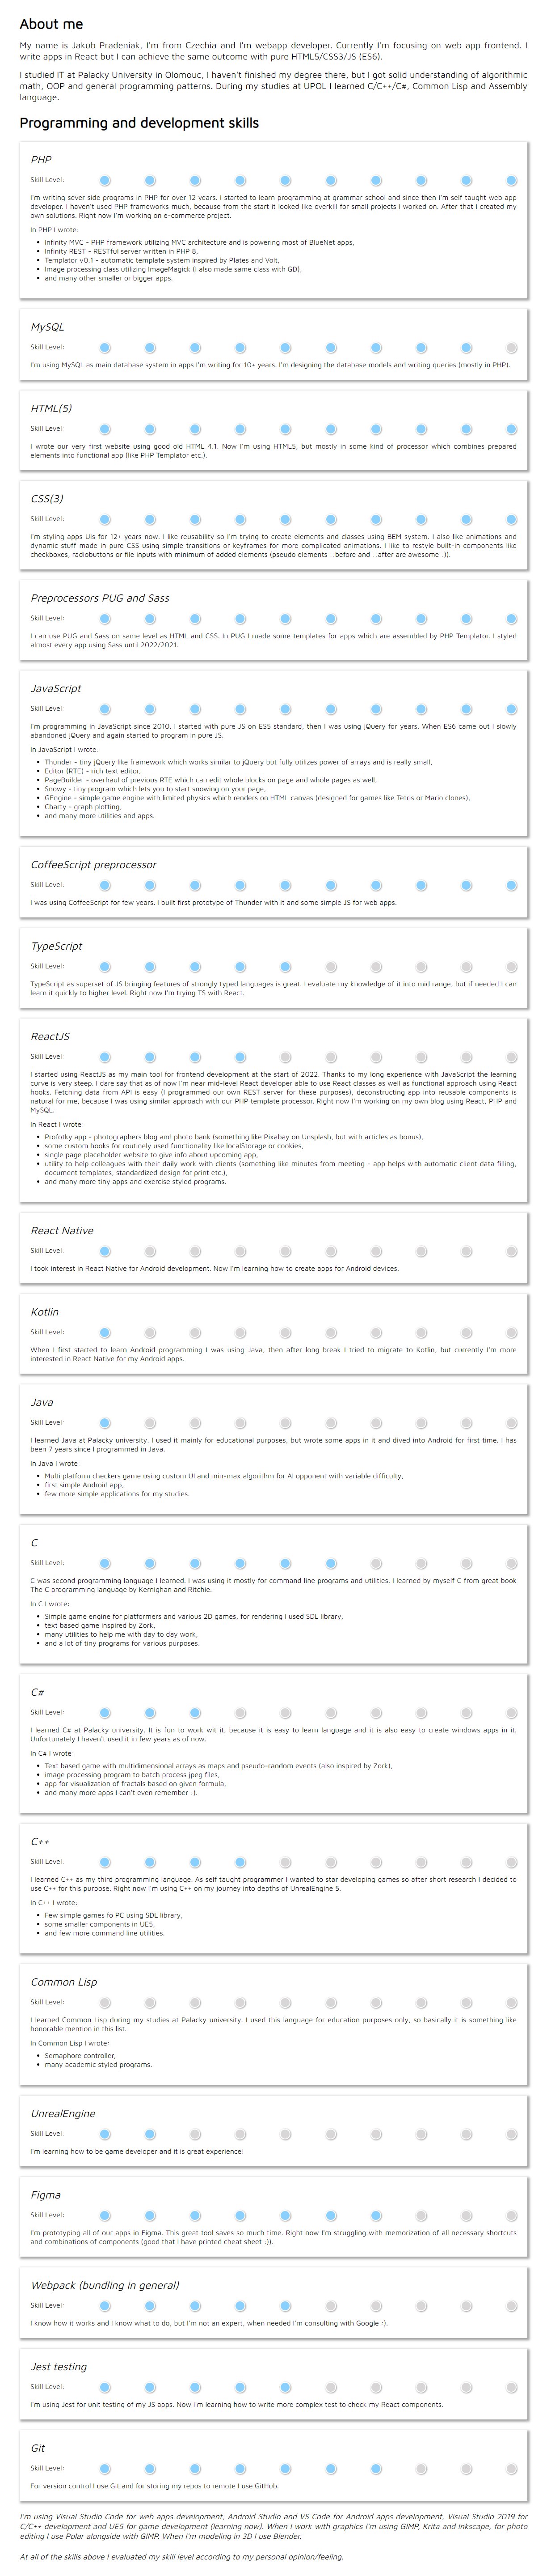 About me
My name is Jakub Pradeniak, I'm from Czechia and I'm webapp developer. Currently I'm focusing on web app frontend. I
write apps in React but I can achieve the same outcome with pure HTML5/CSS3/JS (ES6).
I studied IT at Palacky University in Olomouc, I haven't finished my degree there, but I got solid understanding of algorithmic
math, OOP and general programming patterns. During my studies at UPOL I learned C/C++/C#, Common Lisp and Assembly
language.
Programming and development skills
PHP
Skill Level:
I'm writing sever side programs in PHP for over 12 years. I started to learn programming at grammar school and since then I'm self taught web app
developer. I haven't used PHP frameworks much, because from the start it looked like overkill for small projects I worked on. After that I created my
own solutions. Right now I'm working on e-commerce project.
In PHP I wrote:
• Infinity MVC - PHP framework utilizing MVC architecture and is powering most of BlueNet apps,
• Infinity REST - RESTful server written in PHP 8,
• Templator v0.1 - automatic template system inspired by Plates and Volt,
• Image processing class utilizing ImageMagick (I also made same class with GD),
• and many other smaller or bigger apps.
MySQL
Skill Level:
I'm using MySQL as main database system in apps I'm writing for 10+ years. I'm designing the database models and writing queries (mostly in PHP).
HTML(5)
Skill Level:
I wrote our very first website using good old HTML 4.1. Now I'm using HTML5, but mostly in some kind of processor which combines prepared
elements into functional app (like PHP Templator etc.).
CSS(3)
Skill Level:
I'm styling apps UIs for 12+ years now. I like reusability so I'm trying to create elements and classes using BEM system. I also like animations and
dynamic stuff made in pure CSS using simple transitions or keyframes for more complicated animations. I like to restyle built-in components like
checkboxes, radiobuttons or file inputs with minimum of added elements (pseudo elements ::before and ::after are awesome :)).
Preprocessors PUG and Sass
Skill Level:
I can use PUG and Sass on same level as HTML and CSS. In PUG I made some templates for apps which are assembled by PHP Templator. I styled
almost every app using Sass until 2022/2021.
JavaScript
Skill Level:
I'm programming in JavaScript since 2010. I started with pure JS on ES5 standard, then I was using jQuery for years. When ES6 came out I slowly
abandoned jQuery and again started to program in pure JS.
In JavaScript I wrote:
• Thunder - tiny jQuery like framework which works similar to jQuery but fully utilizes power of arrays and is really small,
• Editor (RTE) - rich text editor,
• PageBuilder - overhaul of previous RTE which can edit whole blocks on page and whole pages as well,
• Snowy - tiny program which lets you to start snowing on your page,
• GEngine - simple game engine with limited physics which renders on HTML canvas (designed for games like Tetris or Mario clones),
• Charty - graph plotting,
• and many more utilities and apps.
CoffeeScript preprocessor
Skill Level:
I was using CoffeeScript for few years. I built first prototype of Thunder with it and some simple JS for web apps.
TypeScript
Skill Level:
TypeScript as superset of JS bringing features of strongly typed languages is great. I evaluate my knowledge of it into mid range, but if needed I can
learn it quickly to higher level. Right now I'm trying TS with React.
ReactJS
Skill Level:
I started using ReactJS as my main tool for frontend development at the start of 2022. Thanks to my long experience with JavaScript the learning
curve is very steep. I dare say that as of now I'm near mid-level React developer able to use React classes as well as functional approach using React
hooks. Fetching data from API is easy (I programmed our own REST server for these purposes), deconstructing app into reusable components is
natural for me, because I was using similar approach with our PHP template processor. Right now I'm working on my own blog using React, PHP and
MySQL.
In React I wrote:
• Profotky app - photographers blog and photo bank (something like Pixabay on Unsplash, but with articles as bonus),
• some custom hooks for routinely used functionality like localStorage or cookies,
• single page placeholder website to give info about upcoming app,
• utility to help colleagues with their daily work with clients (something like minutes from meeting - app helps with automatic client data filling,
document templates, standardized design for print etc.),
• and many more tiny apps and exercise styled programs.
React Native
Skill Level:
I took interest in React Native for Android development. Now I'm learning how to create apps for Android devices.
Kotlin
Skill Level:
When I first started to learn Android programming I was using Java, then after long break I tried to migrate to Kotlin, but currently I'm more
interested in React Native for my Android apps.
Java
Skill Level:
I learned Java at Palacky university. I used it mainly for educational purposes, but wrote some apps in it and dived into Android for first time. I has
been 7 years since I programmed in Java.
In Java I wrote:
• Multi platform checkers game using custom UI and min-max algorithm for AI opponent with variable difficulty,
• first simple Android app,
• few more simple applications for my studies.
C
Skill Level:
C was second programming language I learned. I was using it mostly for command line programs and utilities. I learned by myself C from great book
The C programming language by Kernighan and Ritchie.
In C I wrote:
• Simple game engine for platformers and various 2D games, for rendering I used SDL library,
• text based game inspired by Zork,
• many utilities to help me with day to day work,
• and a lot of tiny programs for various purposes.
C#
Skill Level:
I learned C# at Palacky university. It is fun to work wit it, because it is easy to learn language and it is also easy to create windows apps in it.
Unfortunately I haven't used it in few years as of now.
In C# I wrote:
• Text based game with multidimensional arrays as maps and pseudo-random events (also inspired by Zork),
• image processing program to batch process jpeg files,
• app for visualization of fractals based on given formula,
• and many more apps I can't even remember :).
C++
Skill Level:
I learned C++ as my third programming language. As self taught programmer I wanted to star developing games so after short research I decided to
use C++ for this purpose. Right now I'm using C++ on my journey into depths of UnrealEngine 5.
In C++ I wrote:
• Few simple games fo PC using SDL library,
• some smaller components in UE5,
• and few more command line utilities.
Common Lisp
Skill Level:
I learned Common Lisp during my studies at Palacky university. I used this language for education purposes only, so basically it is something like
honorable mention in this list.
In Common Lisp I wrote:
• Semaphore controller,
• many academic styled programs.
UnrealEngine
Skill Level:
I'm learning how to be game developer and it is great experience!
Figma
Skill Level:
I'm prototyping all of our apps in Figma. This great tool saves so much time. Right now I'm struggling with memorization of all necessary shortcuts
and combinations of components (good that I have printed cheat sheet :)).
Webpack (bundling in general)
Skill Level:
I know how it works and I know what to do, but I'm not an expert, when needed I'm consulting with Google :).
Jest testing
Skill Level:
I'm using Jest for unit testing of my JS apps. Now I'm learning how to write more complex test to check my React components.
Git
Skill Level:
For version control I use Git and for storing my repos to remote I use GitHub.
I'm using Visual Studio Code for web apps development, Android Studio and VS Code for Android apps development, Visual Studio 2019 for
C/C++ development and UE5 for game development (learning now). When I work with graphics I'm using GIMP, Krita and Inkscape, for photo
editing I use Polar alongside with GIMP. When I'm modeling in 3D I use Blender.
At all of the skills above I evaluated my skill level according to my personal opinion/feeling.